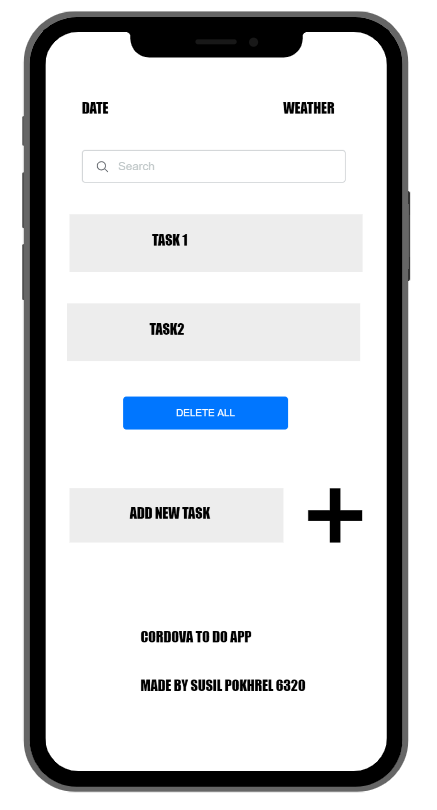 DATE
WEATHER
Search
TASK 1
TASK2
DELETE ALL
ADD NEW TASK
CORDOVA TO DO APP
MADE BY SUSIL POKHREL 6320